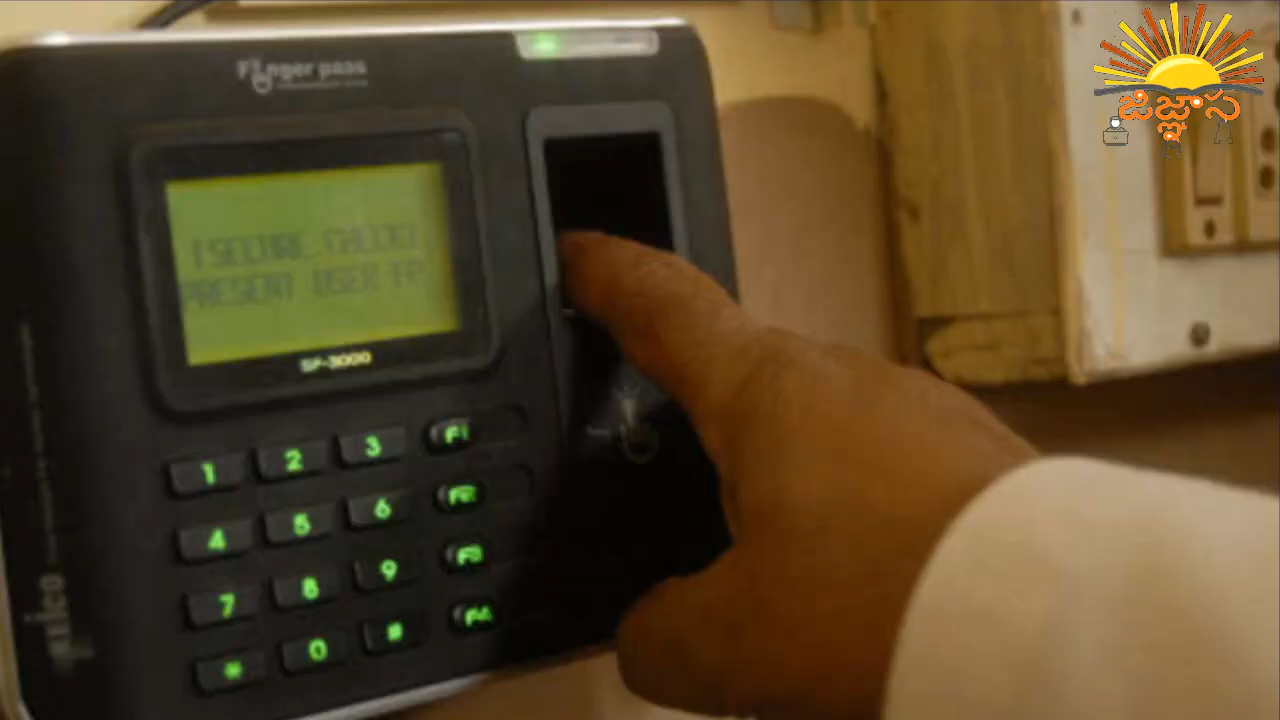 Finger pass
జిజ్ఞాస
PRESENT USER FP
SF-3000
1 2 3 F1
4 5 6 F2
7 8 9 F3
* 0 # F4